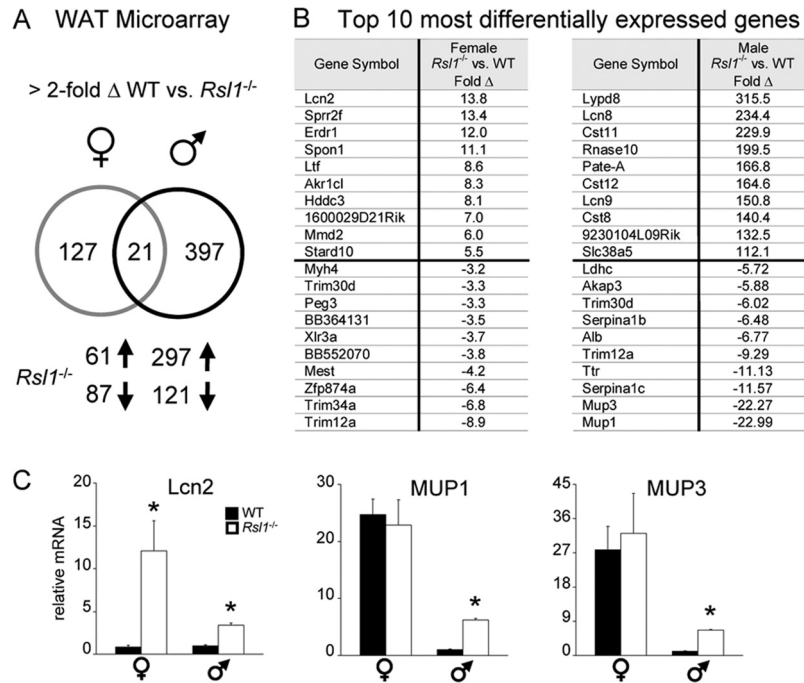 A WAT Microarray
> 2-fold Δ WT vs. Rsl1-/-
♀ ♂
127 21 397
61 ↑ 297 ↑
Rsl1-/-
87 ↓ 121 ↓
B Top 10 most differentially expressed genes
Gene Symbol Female Rsl1-/- vs. WT Fold Δ
Lcn2 13.8
Sprr2f 13.4
Erdr1 12.0
Spon1 11.1
Ltf 8.6
Akr1cl 8.3
Hddc3 8.1
1600029D21Rik 7.0
Mmd2 6.0
Stard10 5.5
Myh4 -3.2
Trim30d -3.3
Peg3 -3.3
BB364131 -3.5
Xlr3a -3.7
BB552070 -3.8
Mest -4.2
Zfp874a -6.4
Trim34a -6.8
Trim12a -8.9
Gene Symbol Male Rsl1-/- vs. WT Fold Δ
Lypd8 315.5
Lcn8 234.4
Cst11 229.9
Rnase10 199.5
Pate-A 166.8
Cst12 164.6
Lcn9 150.8
Cst8 140.4
9230104L09Rik 132.5
Slc38a5 112.1
Ldhc -5.72
Akap3 -5.88
Trim30d -6.02
Serpina1b -6.48
Alb -6.77
Trim12a -9.29
Ttr -11.13
Serpina1c -11.57
Mup3 -22.27
Mup1 -22.99
C
Lcn2
relative mRNA
20
15
10
5
0
WT
Rsl1-/-
* *
♀ ♂
MUP1
30
20
10
0
*
♀ ♂
MUP3
45
36
27
18
9
0
*
♀ ♂